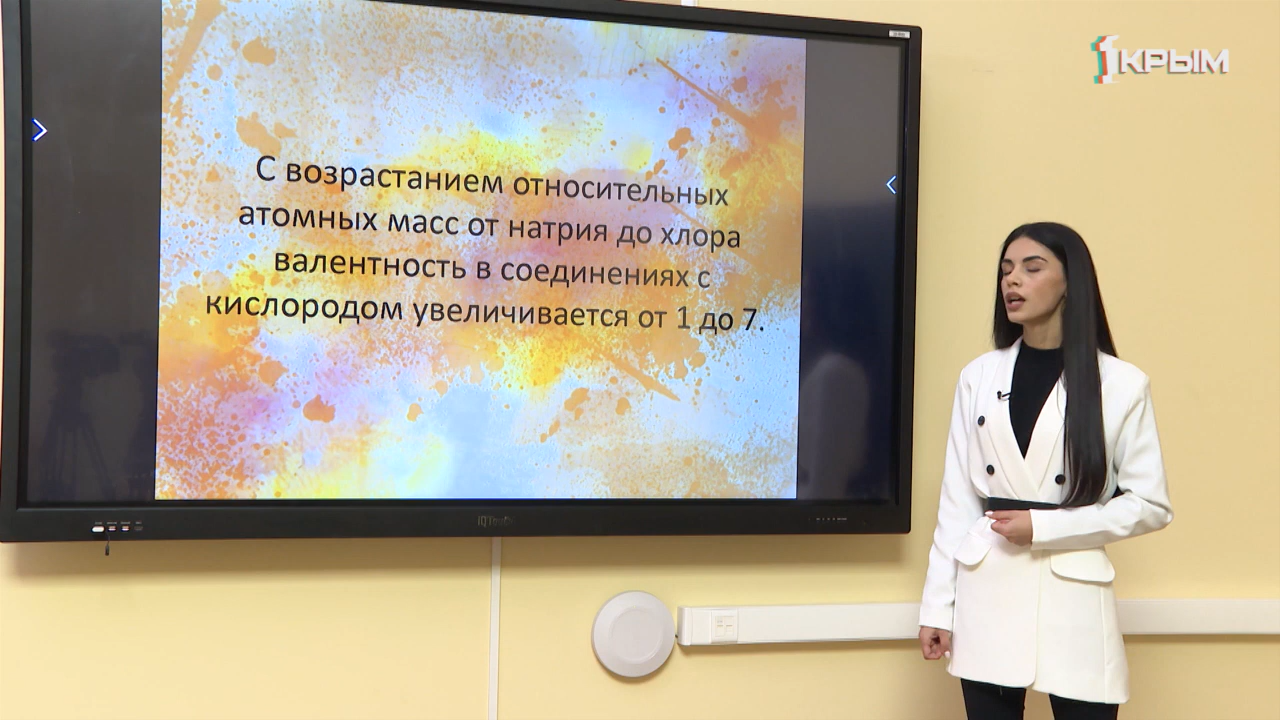 1КРЫМ
С возрастанием относительных
атомных масс от натрия до хлора
валентность в соединениях с
кислородом увеличивается от 1 до 7.